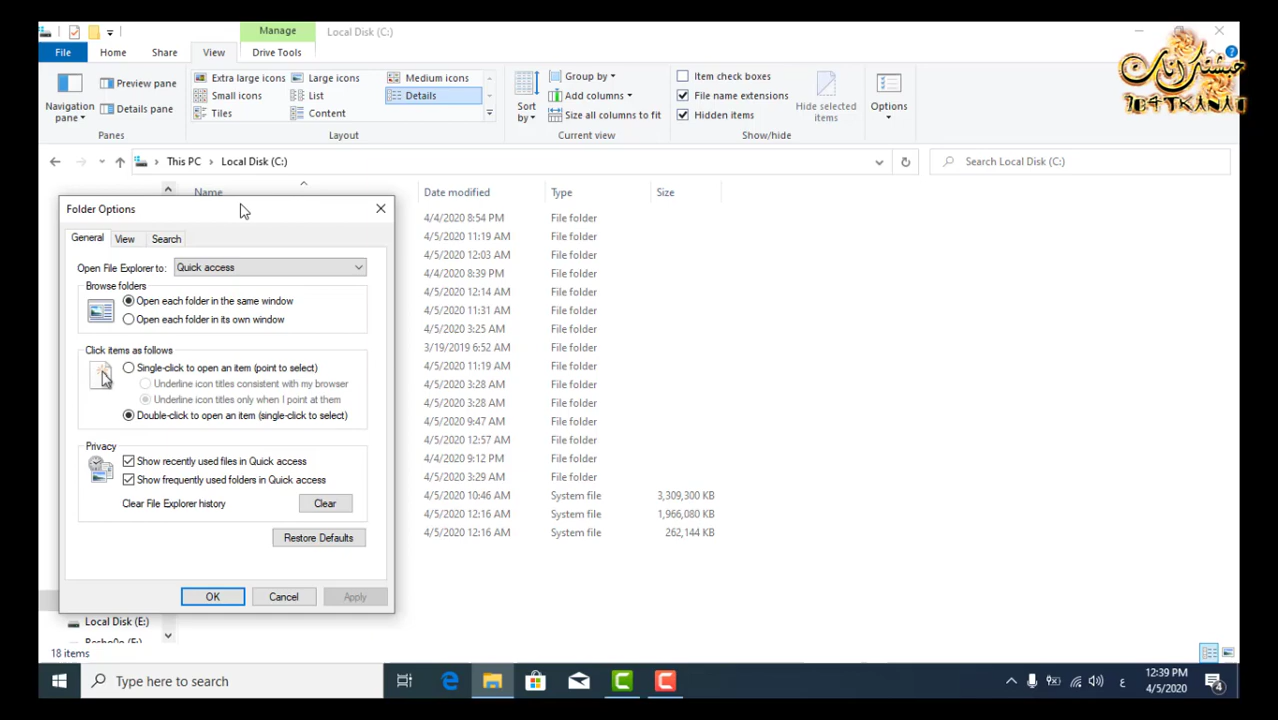 Manage
Local Disk (C:)
File
Home
Share
View
Drive Tools
Navigation pane
Preview pane
Details pane
Panes
Extra large icons
Large icons
Medium icons
Small icons
List
Details
Tiles
Content
Layout
Sort by
Group by
Add columns
Size all columns to fit
Current view
Item check boxes
File name extensions
Hidden items
Hide selected items
Show/hide
Options
This PC
Local Disk (C:)
Search Local Disk (C:)
Name
Date modified
Type
Size
4/4/2020 8:54 PM File folder
4/5/2020 11:19 AM File folder
4/5/2020 12:03 AM File folder
4/4/2020 8:39 PM File folder
4/5/2020 12:14 AM File folder
4/5/2020 11:31 AM File folder
4/5/2020 3:25 AM File folder
3/19/2019 6:52 AM File folder
4/5/2020 11:19 AM File folder
4/5/2020 3:28 AM File folder
4/5/2020 3:28 AM File folder
4/5/2020 9:47 AM File folder
4/5/2020 12:57 AM File folder
4/4/2020 9:12 PM File folder
4/5/2020 3:29 AM File folder
4/5/2020 10:46 AM System file 3,309,300 KB
4/5/2020 12:16 AM System file 1,966,080 KB
4/5/2020 12:16 AM System file 262,144 KB
Folder Options
General
View
Search
Open File Explorer to: Quick access
Browse folders
Open each folder in the same window
Open each folder in its own window
Click items as follows
Single-click to open an item (point to select)
Underline icon titles consistent with my browser
Underline icon titles only when I point at them
Double-click to open an item (single-click to select)
Privacy
Show recently used files in Quick access
Show frequently used folders in Quick access
Clear File Explorer history
Clear
Restore Defaults
OK
Cancel
Apply
Local Disk (E:)
18 items
Type here to search
ع
12:39 PM
4/5/2020
4